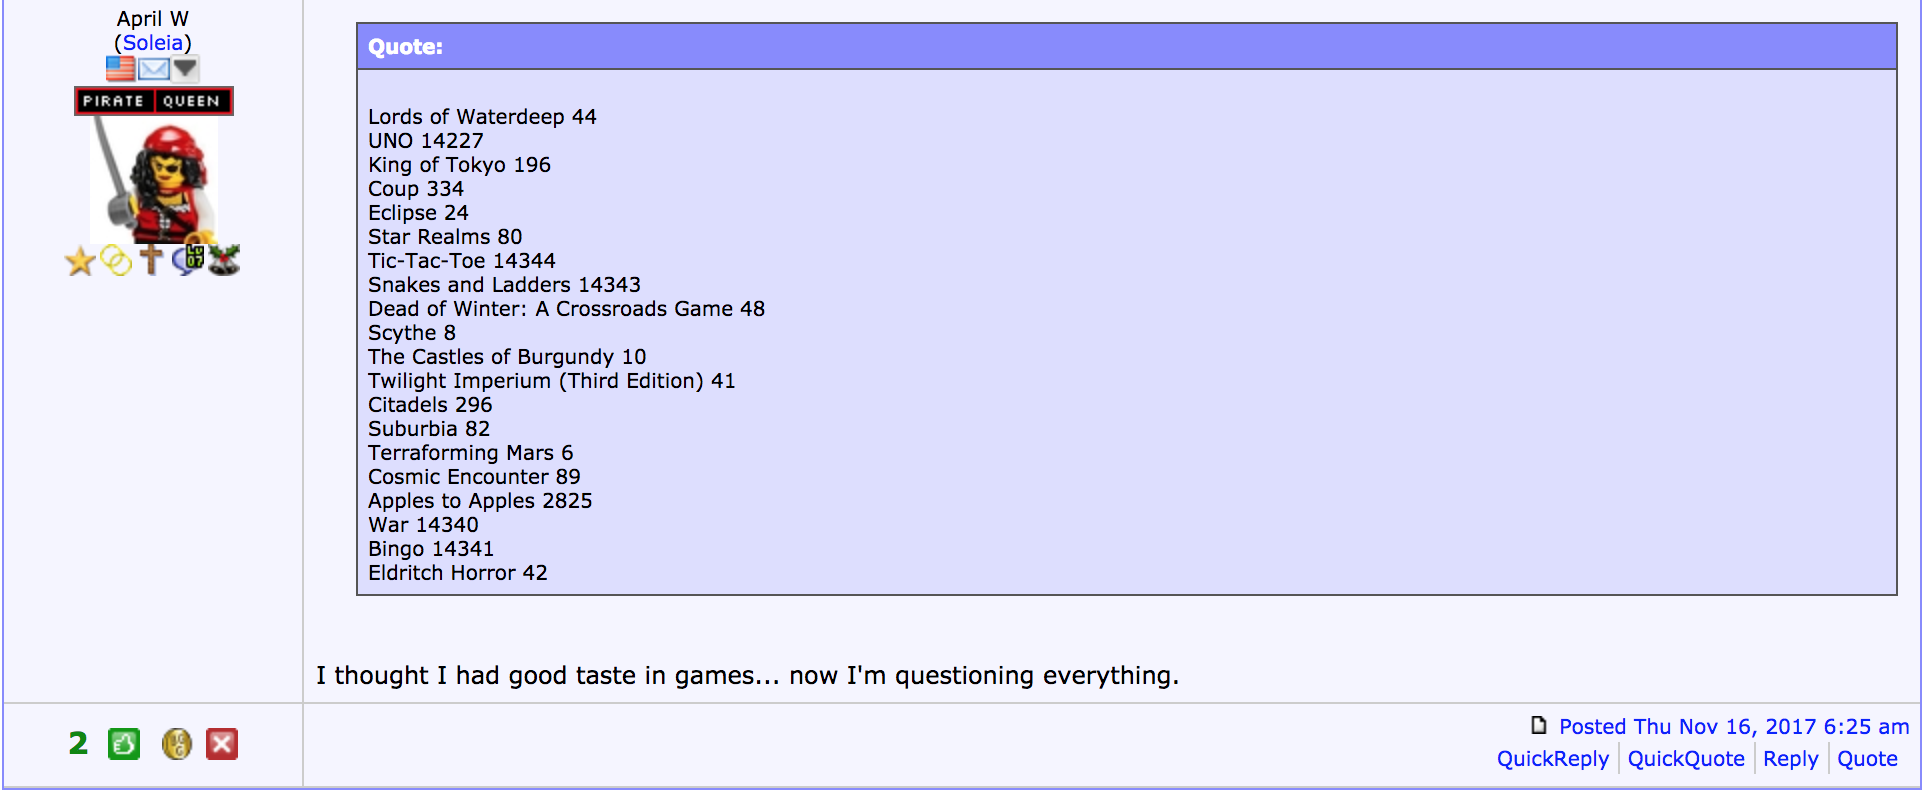 April W
(Soleia)
PIRATE QUEEN
LV
07
Quote:
Lords of Waterdeep 44
UNO 14227
King of Tokyo 196
Coup 334
Eclipse 24
Star Realms 80
Tic-Tac-Toe 14344
Snakes and Ladders 14343
Dead of Winter: A Crossroads Game 48
Scythe 8
The Castles of Burgundy 10
Twilight Imperium (Third Edition) 41
Citadels 296
Suburbia 82
Terraforming Mars 6
Cosmic Encounter 89
Apples to Apples 2825
War 14340
Bingo 14341
Eldritch Horror 42
I thought I had good taste in games... now I'm questioning everything.
2
Posted Thu Nov 16, 2017 6:25 am
QuickReply QuickQuote Reply Quote